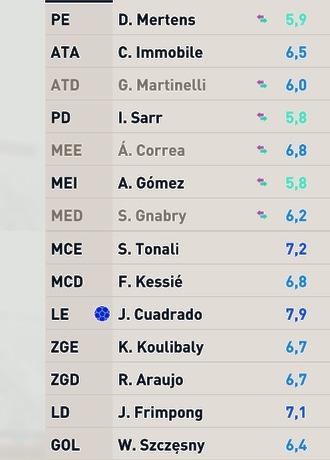 PE D. Mertens 5,9
ATA C. Immobile 6,5
ATD G. Martinelli 6,0
PD I. Sarr 5,8
MEE Á. Correa 6,8
MEI A. Gómez 5,8
MED S. Gnabry 6,2
MCE S. Tonali 7,2
MCD F. Kessié 6,8
LE J. Cuadrado 7,9
ZGE K. Koulibaly 6,7
ZGD R. Araujo 6,7
LD J. Frimpong 7,1
GOL W. Szczęsny 6,4